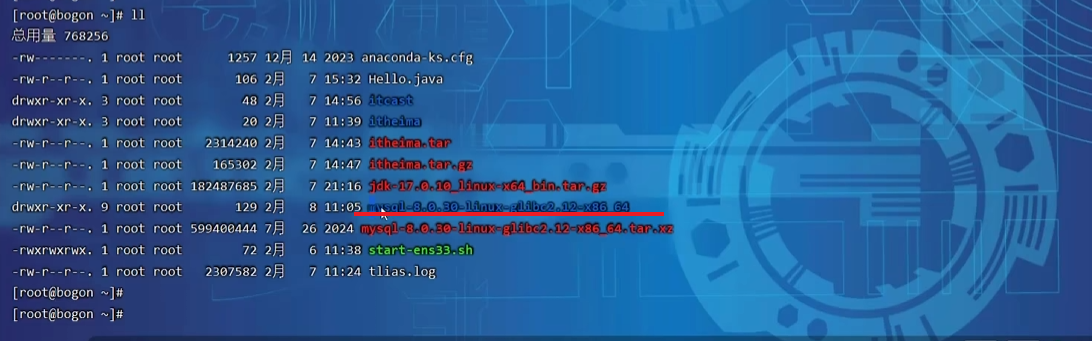 [root@bogon ~]# ll
总用量 768256
-rw-------. 1 root root 1257 12月 14 2023 anaconda-ks.cfg
-rw-r--r--. 1 root root 106 2月 7 15:32 Hello.java
drwxr-xr-x. 3 root root 48 2月 7 14:56 itcast
drwxr-xr-x. 3 root root 20 2月 7 11:39 itheima
-rw-r--r--. 1 root root 2314240 2月 7 14:43 itheima.tar
-rw-r--r--. 1 root root 165302 2月 7 14:47 itheima.tar.gz
-rw-r--r--. 1 root root 182487685 2月 7 21:16 jdk-17.0.10_linux-x64_bin.tar.gz
drwxr-xr-x. 9 root root 129 2月 8 11:05 mysql-8.0.30-linux-glibc2.12-x86_64
-rw-r--r--. 1 root root 599400444 7月 26 2024 mysql-8.0.30-linux-glibc2.12-x86_64.tar.xz
-rwxrwxrwx. 1 root root 72 2月 6 11:38 start-ens33.sh
-rw-r--r--. 1 root root 2307582 2月 7 11:24 tlias.log
[root@bogon ~]#
[root@bogon ~]#